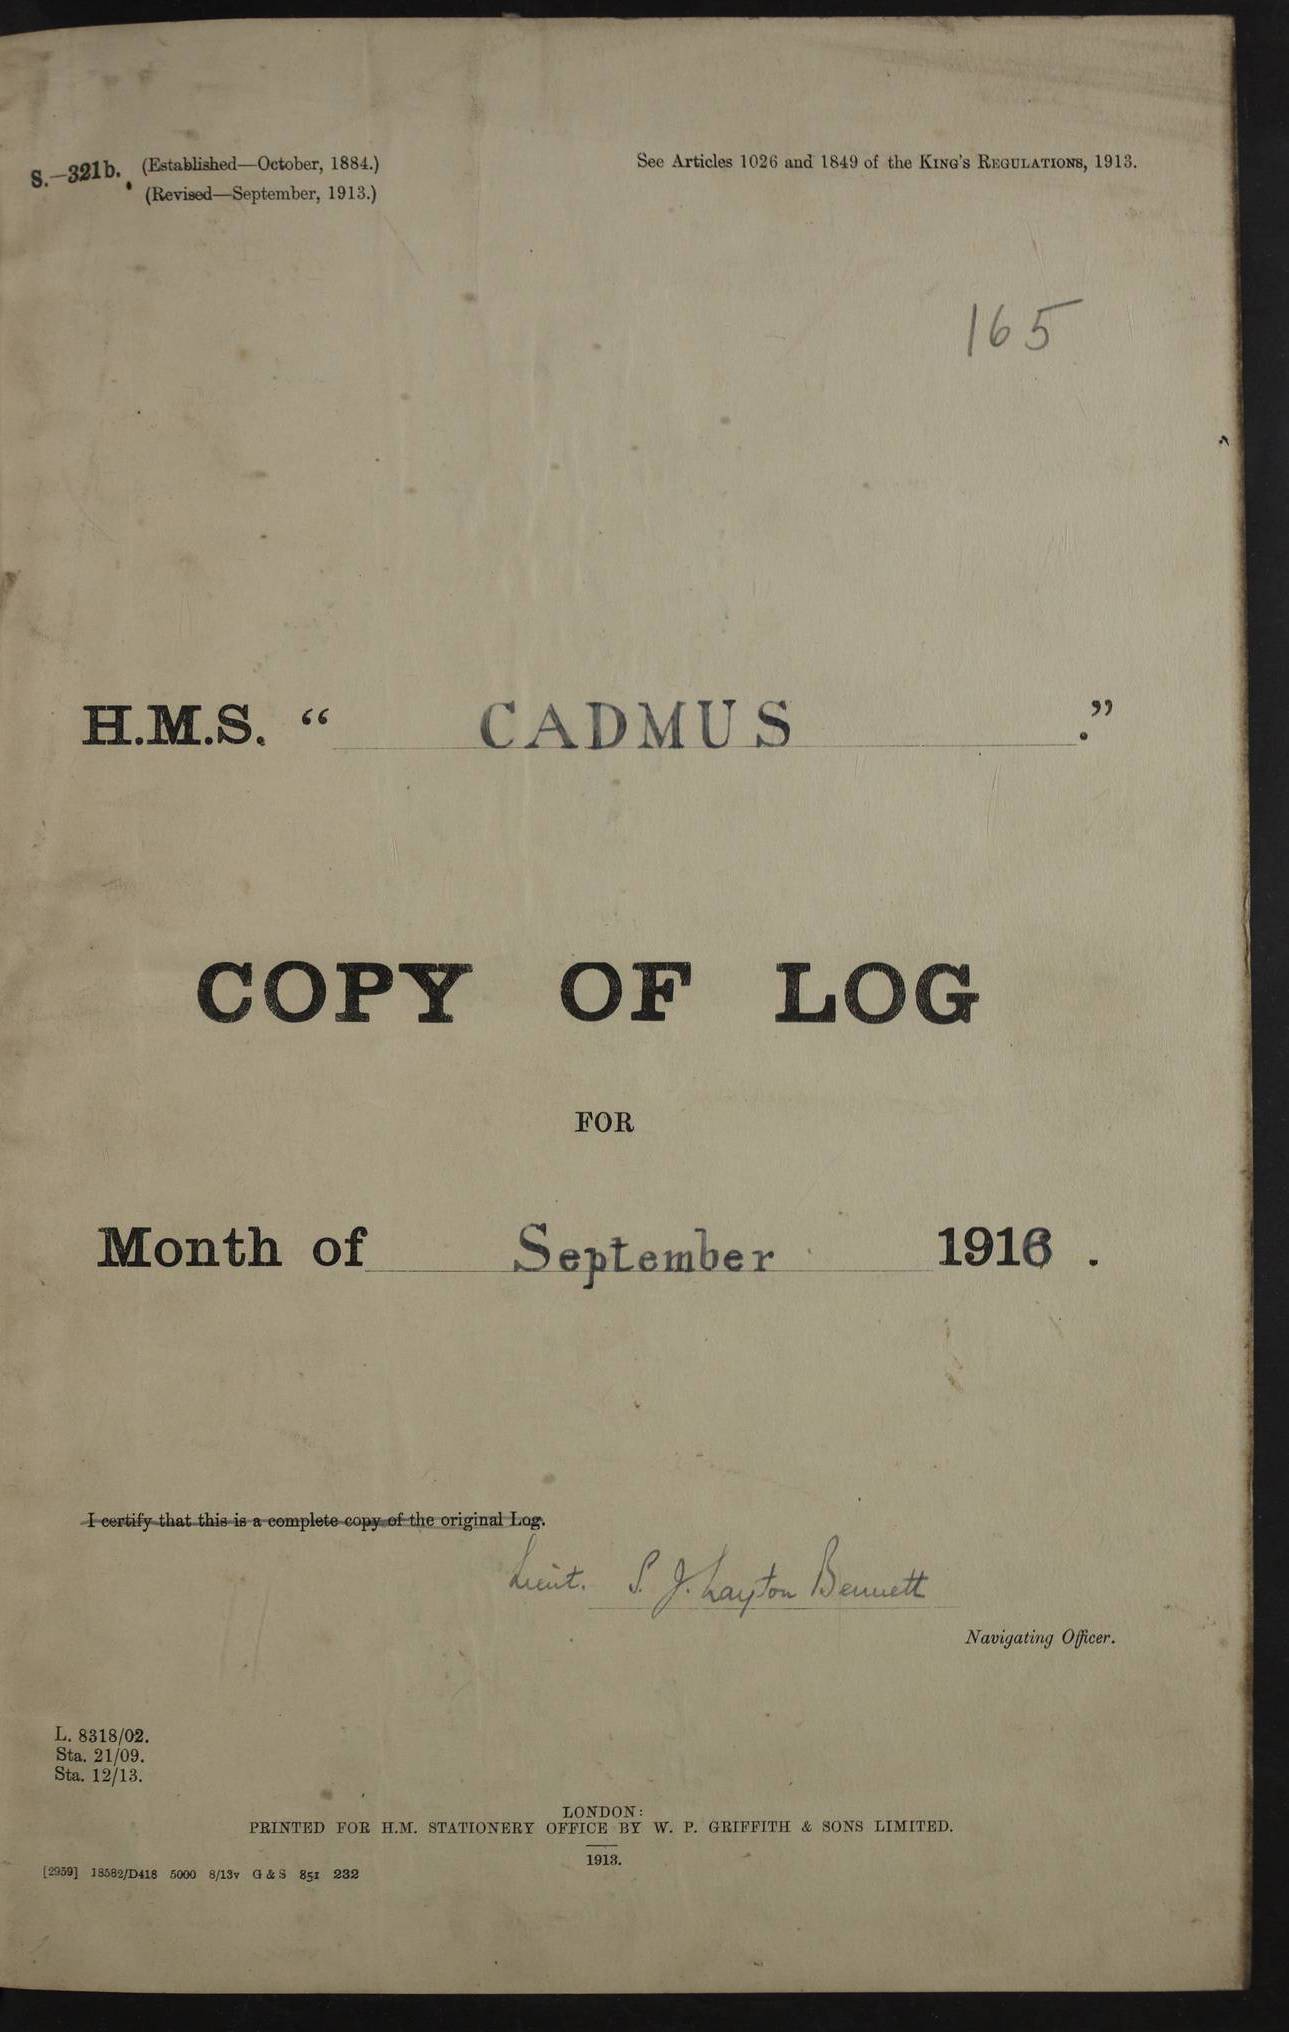 S.—321b. (Established—October, 1884.)
(Revised—September, 1913.)
See Articles 1026 and 1849 of the KING'S REGULATIONS, 1913.
165
H.M.S. “ CADMUS .”
COPY OF LOG
FOR
Month of September 1916 .
I certify that this is a complete copy of the original Log.
Lieut. S. J. Layton Bennett
Navigating Officer.
L. 8318/02.
Sta. 21/09.
Sta. 12/13.
LONDON:
PRINTED FOR H.M. STATIONERY OFFICE BY W. P. GRIFFITH & SONS LIMITED.
1913.
[2959] 18582/D418 5000 8/13v G & S 851 232